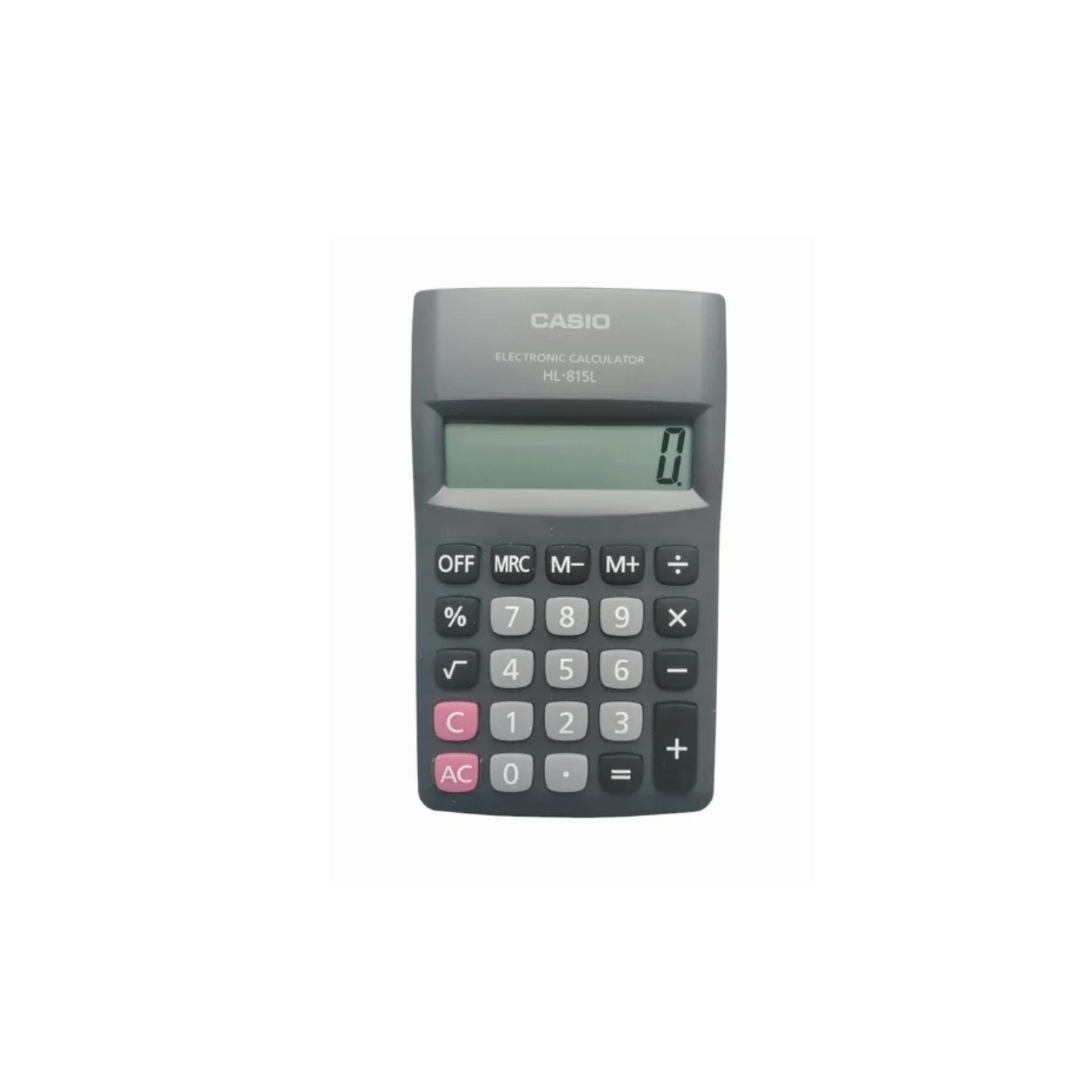 CASIO
ELECTRONIC CALCULATOR
HL-815L
0.
OFF MRC M− M+ ÷
% 7 8 9 ×
√ 4 5 6 −
C 1 2 3 +
AC 0 · =